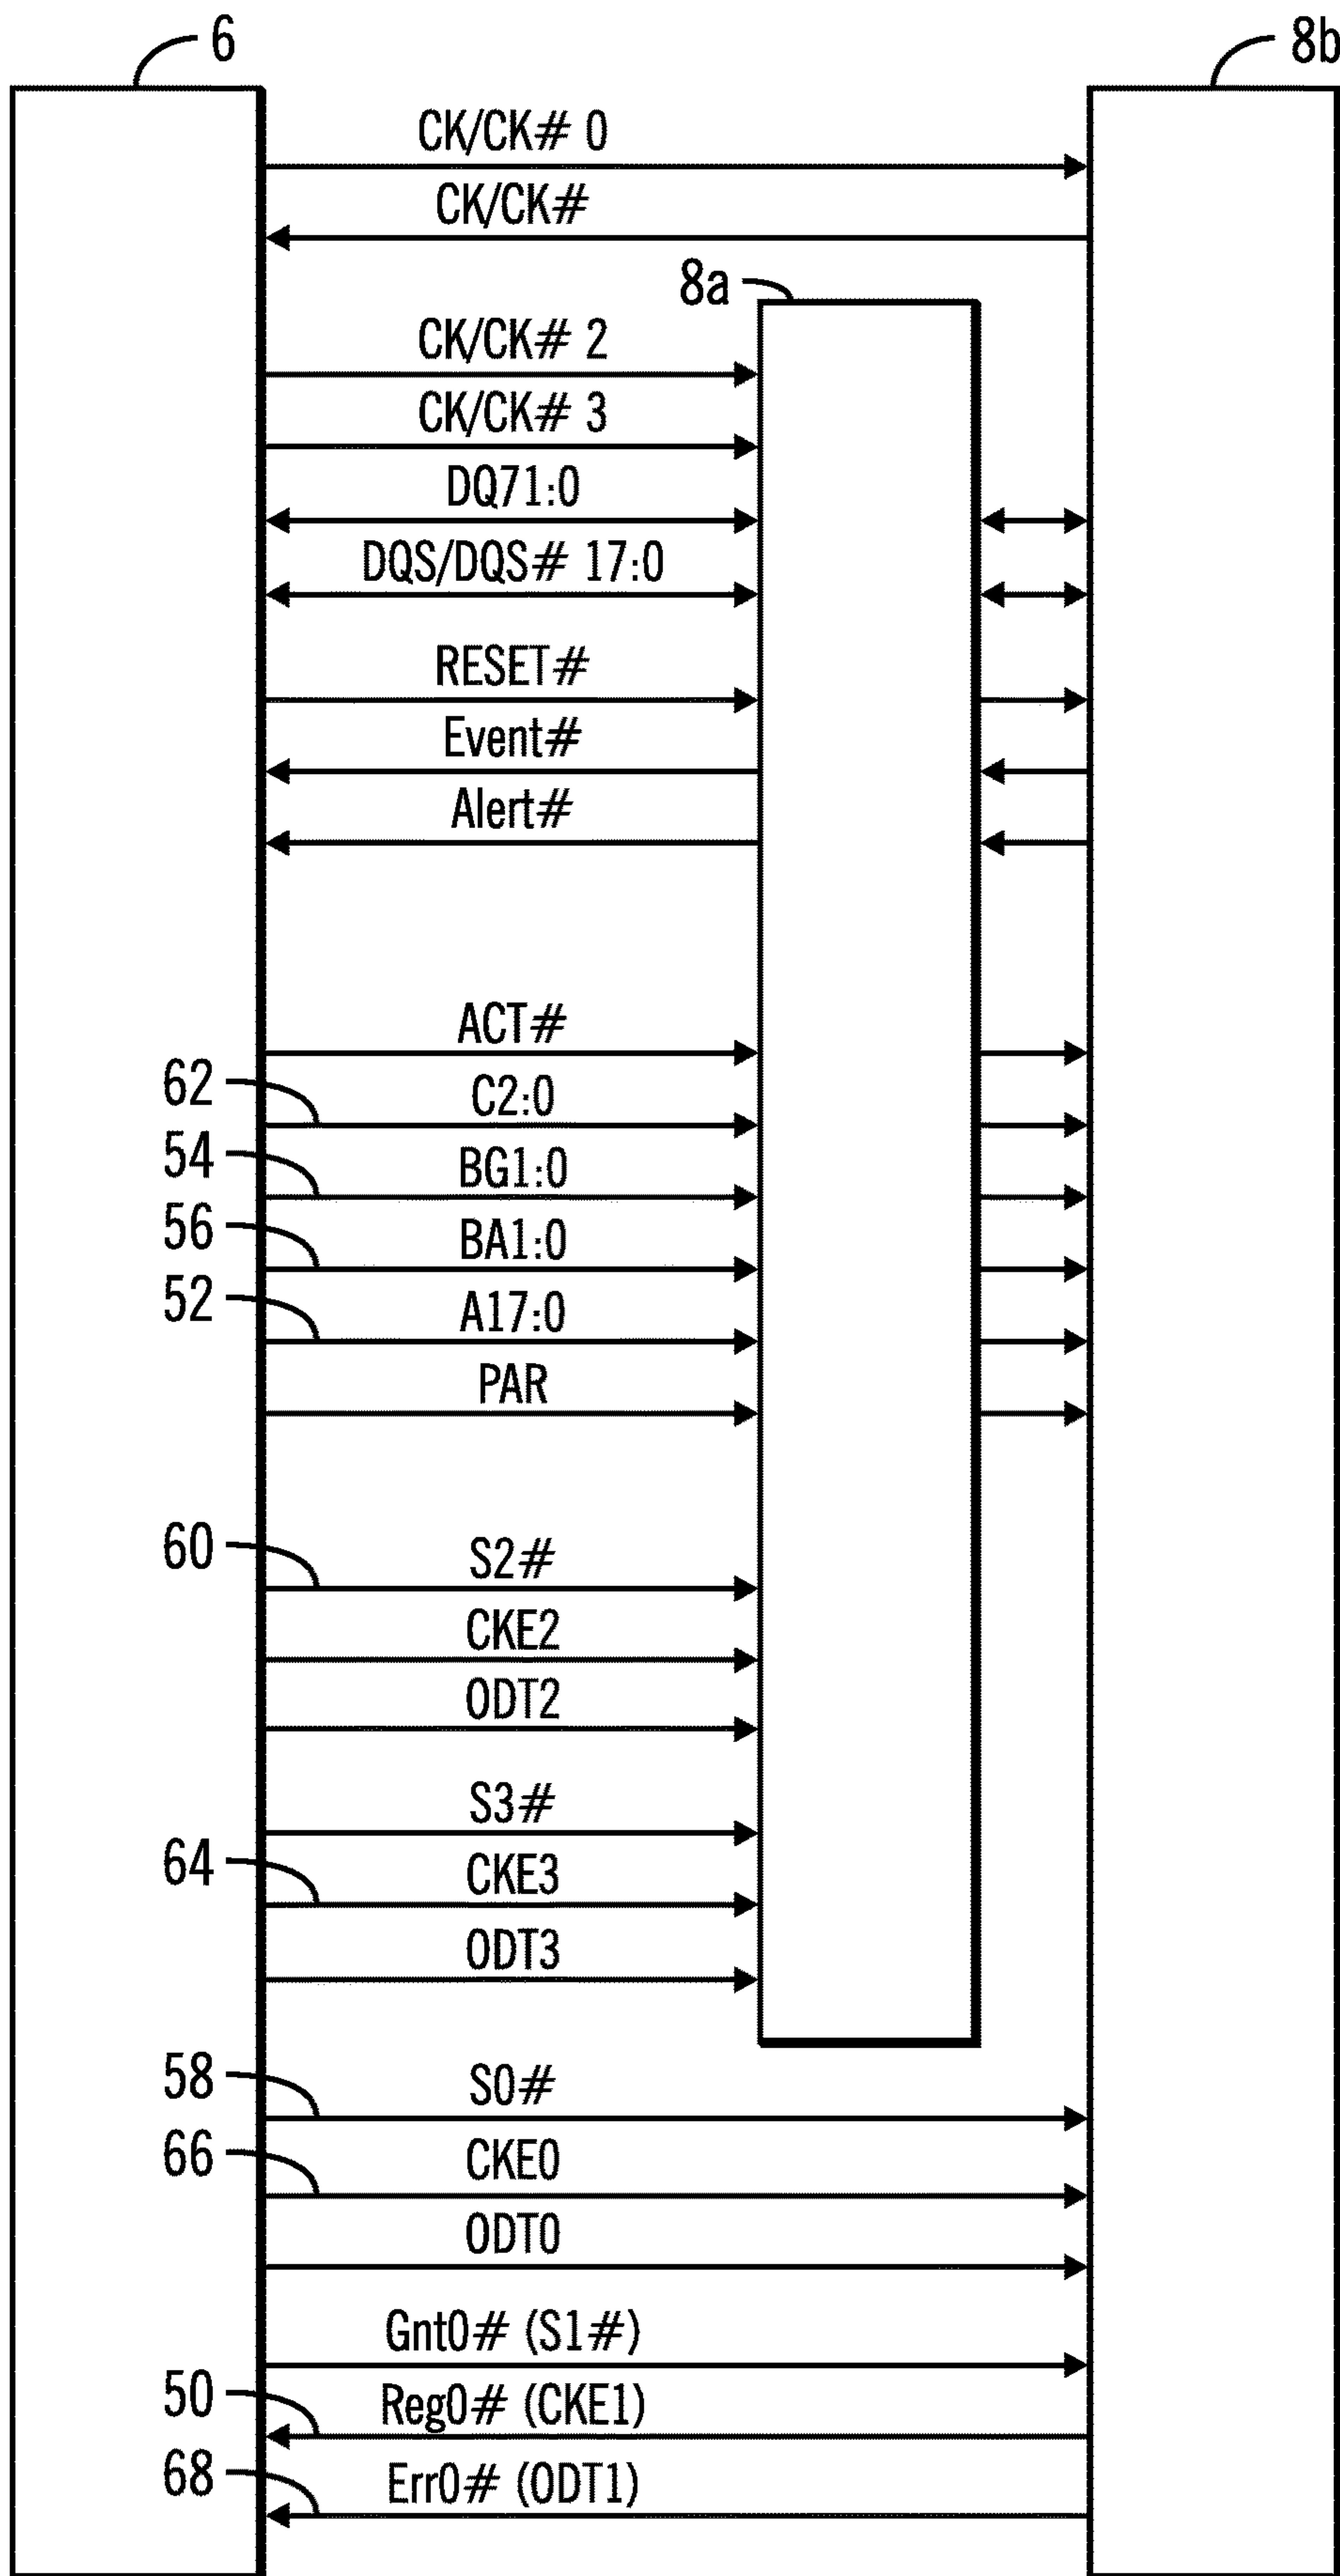 6
8b
CK/CK# 0
CK/CK#
8a
CK/CK# 2
CK/CK# 3
DQ71:0
DQS/DQS# 17:0
RESET#
Event#
Alert#
ACT#
62
C2:0
54
BG1:0
56
BA1:0
52
A17:0
PAR
60
S2#
CKE2
ODT2
S3#
64
CKE3
ODT3
58
S0#
66
CKE0
ODT0
Gnt0# (S1#)
50
Reg0# (CKE1)
68
Err0# (ODT1)